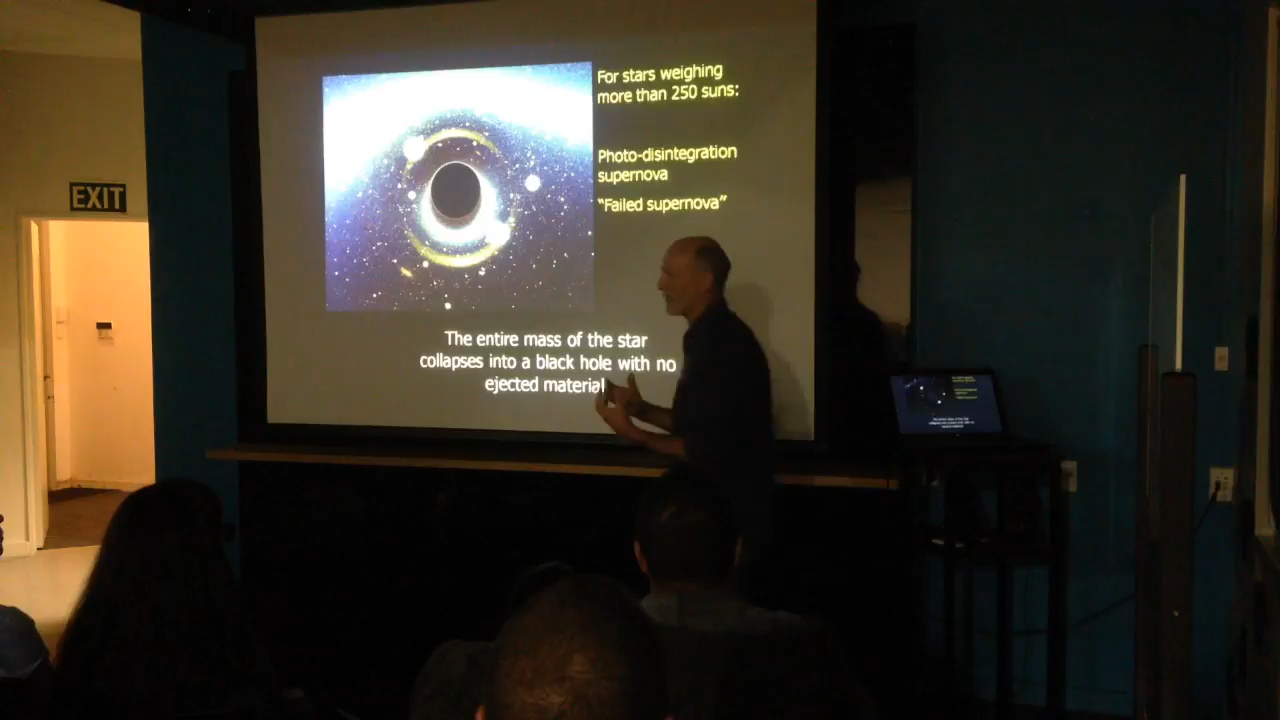 EXIT
For stars weighing
more than 250 suns:
Photo-disintegration
supernova
“Failed supernova”
The entire mass of the star
collapses into a black hole with no
ejected material